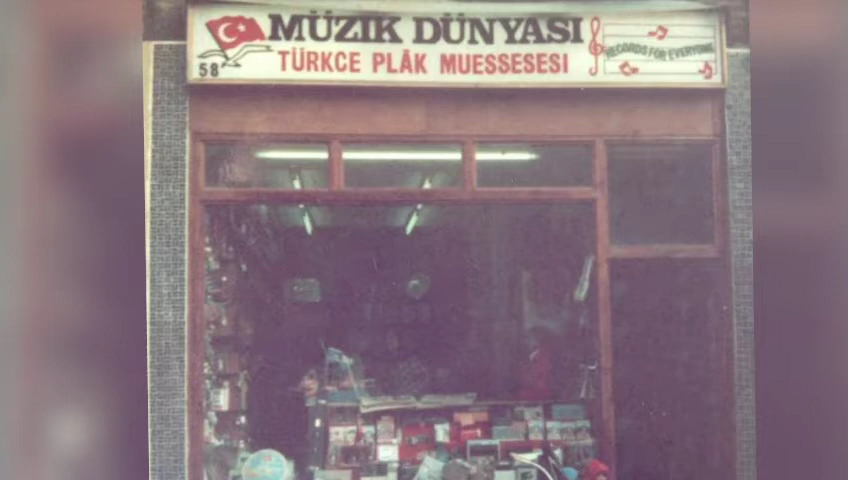 MÜZIK DÜNYASI
TÜRKCE PLÂK MUESSESESI
58
RECORDS FOR EVERYONE